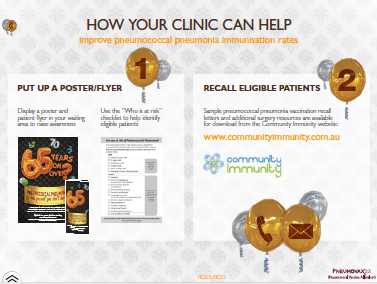 HOW YOUR CLINIC CAN HELP
improve pneumococcal pneumonia immunisation rates
1
2
PUT UP A POSTER/FLYER
Display a poster and
patient flyer in your waiting
area to raise awareness
Use the "Who is at risk"
checklist to help identify
eligible patients
70
65
YEARS
OR
OVER?
65
RECALL ELIGIBLE PATIENTS
Sample pneumococcal pneumonia vaccination recall
letters and additional surgery resources are available
for download from the Community Immunity website:
www.communityimmunity.com.au
community
immunity
RESOURCES
PNEUMOVAX23